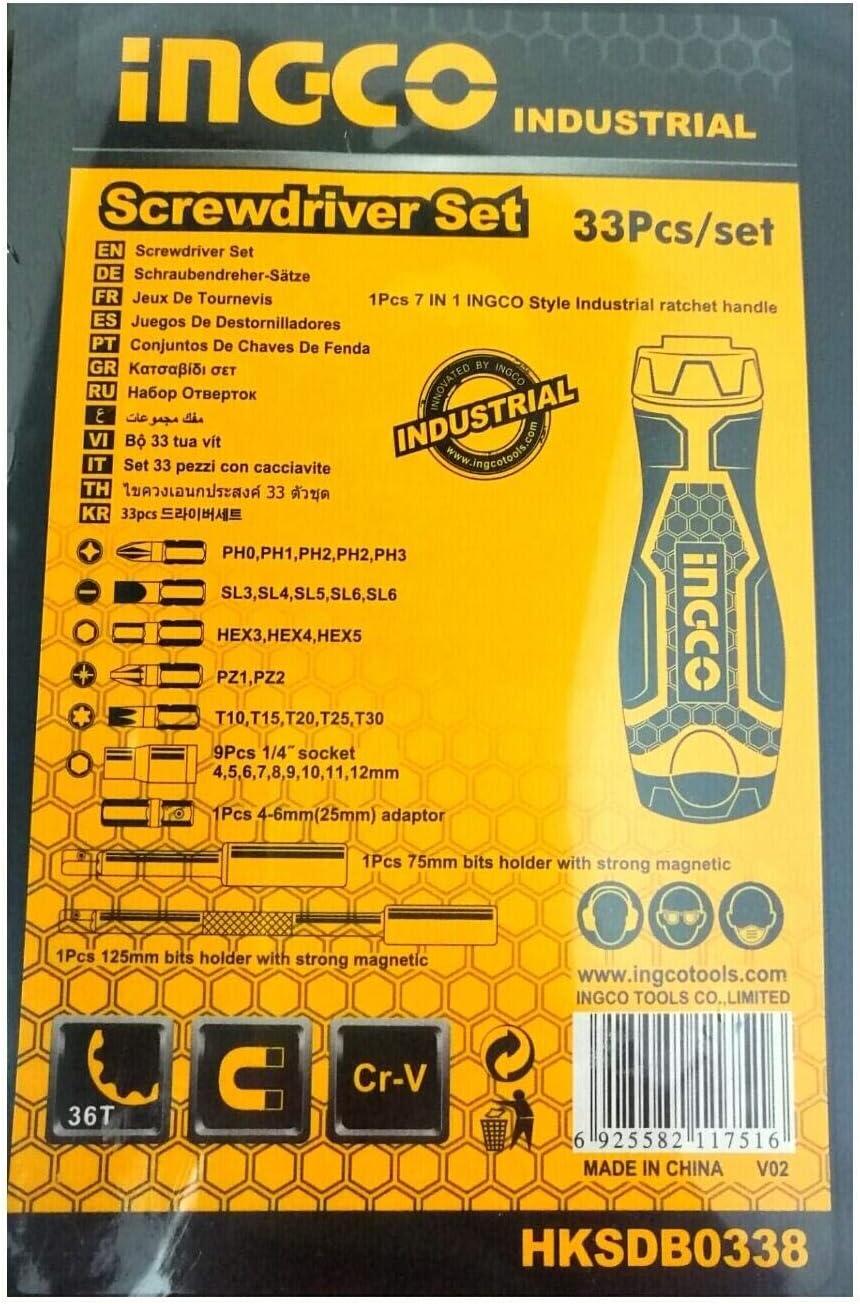 INGCO INDUSTRIAL
Screwdriver Set 33Pcs/set
EN Screwdriver Set
DE Schraubendreher-Sätze
FR Jeux De Tournevis
1Pcs 7 IN 1 INGCO Style Industrial ratchet handle
ES Juegos De Destornilladores
PT Conjuntos De Chaves De Fenda
GR Κατσαβίδι σετ
RU Набор Отверток
ع مفك مجموعات
VI Bộ 33 tua vít
IT Set 33 pezzi con cacciavite
TH ไขควงเอนกประสงค์ 33 ตัวชุด
KR 33pcs 드라이버세트
INNOVATED BY INGCO
INDUSTRIAL
www.ingcotools.com
INGCO
PH0,PH1,PH2,PH2,PH3
SL3,SL4,SL5,SL6,SL6
HEX3,HEX4,HEX5
PZ1,PZ2
T10,T15,T20,T25,T30
9Pcs 1/4" socket
4,5,6,7,8,9,10,11,12mm
1Pcs 4-6mm(25mm) adaptor
1Pcs 75mm bits holder with strong magnetic
1Pcs 125mm bits holder with strong magnetic
www.ingcotools.com
INGCO TOOLS CO.,LIMITED
36T
Cr-V
6 925582 117516
MADE IN CHINA V02
HKSDB0338